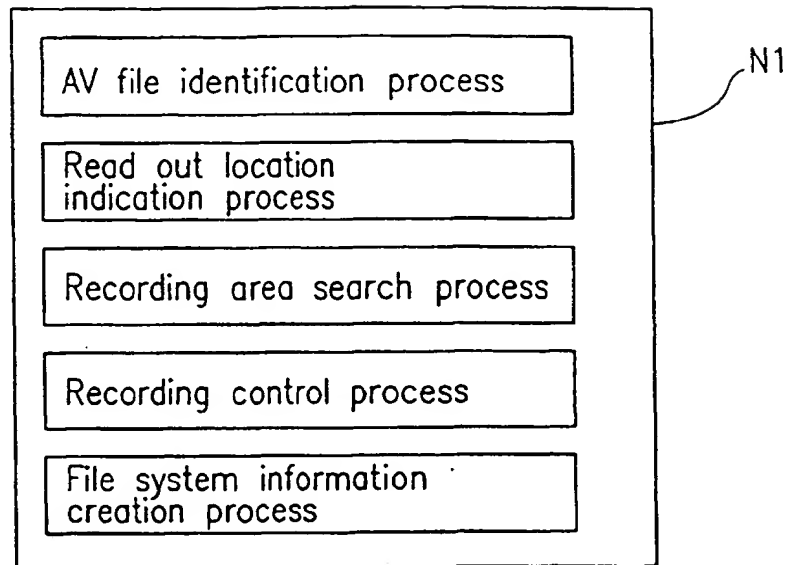 AV file identification process
N1
Read out location
indication process
Recording area search process
Recording control process
File system information
creation process